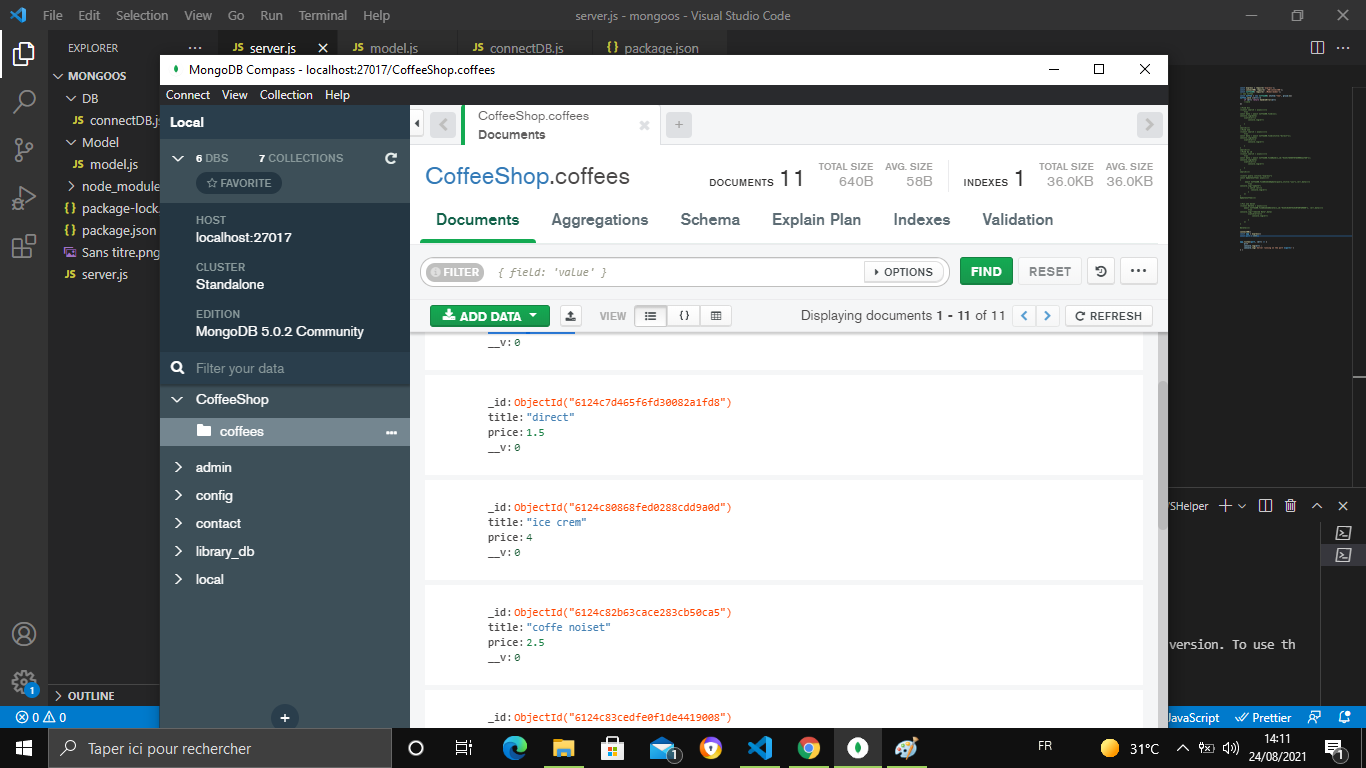 File Edit Selection View Go Run Terminal Help server.js - mongoos - Visual Studio Code
EXPLORER ... JS server.js JS model.js JS connectDB.js {} package.json
MongoDB Compass - localhost:27017/CoffeeShop.coffees
Connect View Collection Help
MONGOOS
DB
JS connectDB.js
Model
JS model.js
node_module
{} package-lock.
{} package.json
Sans titre.png
JS server.js
OUTLINE
Local
6 DBS 7 COLLECTIONS
FAVORITE
HOST
localhost:27017
CLUSTER
Standalone
EDITION
MongoDB 5.0.2 Community
Filter your data
CoffeeShop
coffees
admin
config
contact
library_db
local
CoffeeShop.coffees
Documents
CoffeeShop.coffees
DOCUMENTS 11
TOTAL SIZE 640B
AVG. SIZE 58B
INDEXES 1
TOTAL SIZE 36.0KB
AVG. SIZE 36.0KB
Documents Aggregations Schema Explain Plan Indexes Validation
FILTER { field: 'value' } OPTIONS FIND RESET
ADD DATA VIEW {} Displaying documents 1 - 11 of 11 REFRESH
__v: 0
_id: ObjectId("6124c7d465f6fd30082a1fd8")
title: "direct"
price: 1.5
__v: 0
_id: ObjectId("6124c80868fed0288cdd9a0d")
title: "ice crem"
price: 4
__v: 0
_id: ObjectId("6124c82b63cace283cb50ca5")
title: "coffe noiset"
price: 2.5
__v: 0
_id: ObjectId("6124c83cedfe0f1de4419008")
SHelper
version. To use th
1
0 0 JavaScript Prettier
Taper ici pour rechercher 1 FR 31°C 14:11
24/08/2021 1